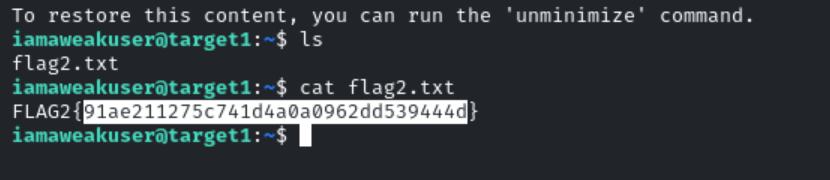 To restore this content, you can run the 'unminimize' command.
iamaweakuser@target1:~$ ls
flag2.txt
iamaweakuser@target1:~$ cat flag2.txt
FLAG2{91ae211275c741d4a0a0962dd539444d}
iamaweakuser@target1:~$